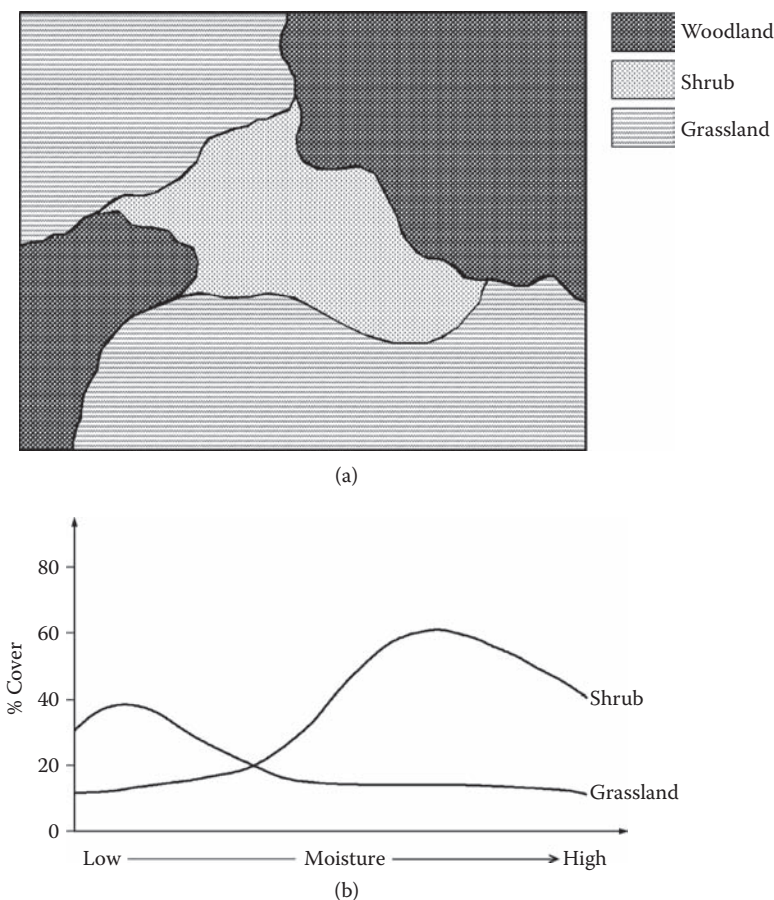 Woodland
Shrub
Grassland
(a)
80
60
40
20
0
% Cover
Shrub
Grassland
Low Moisture High
(b)